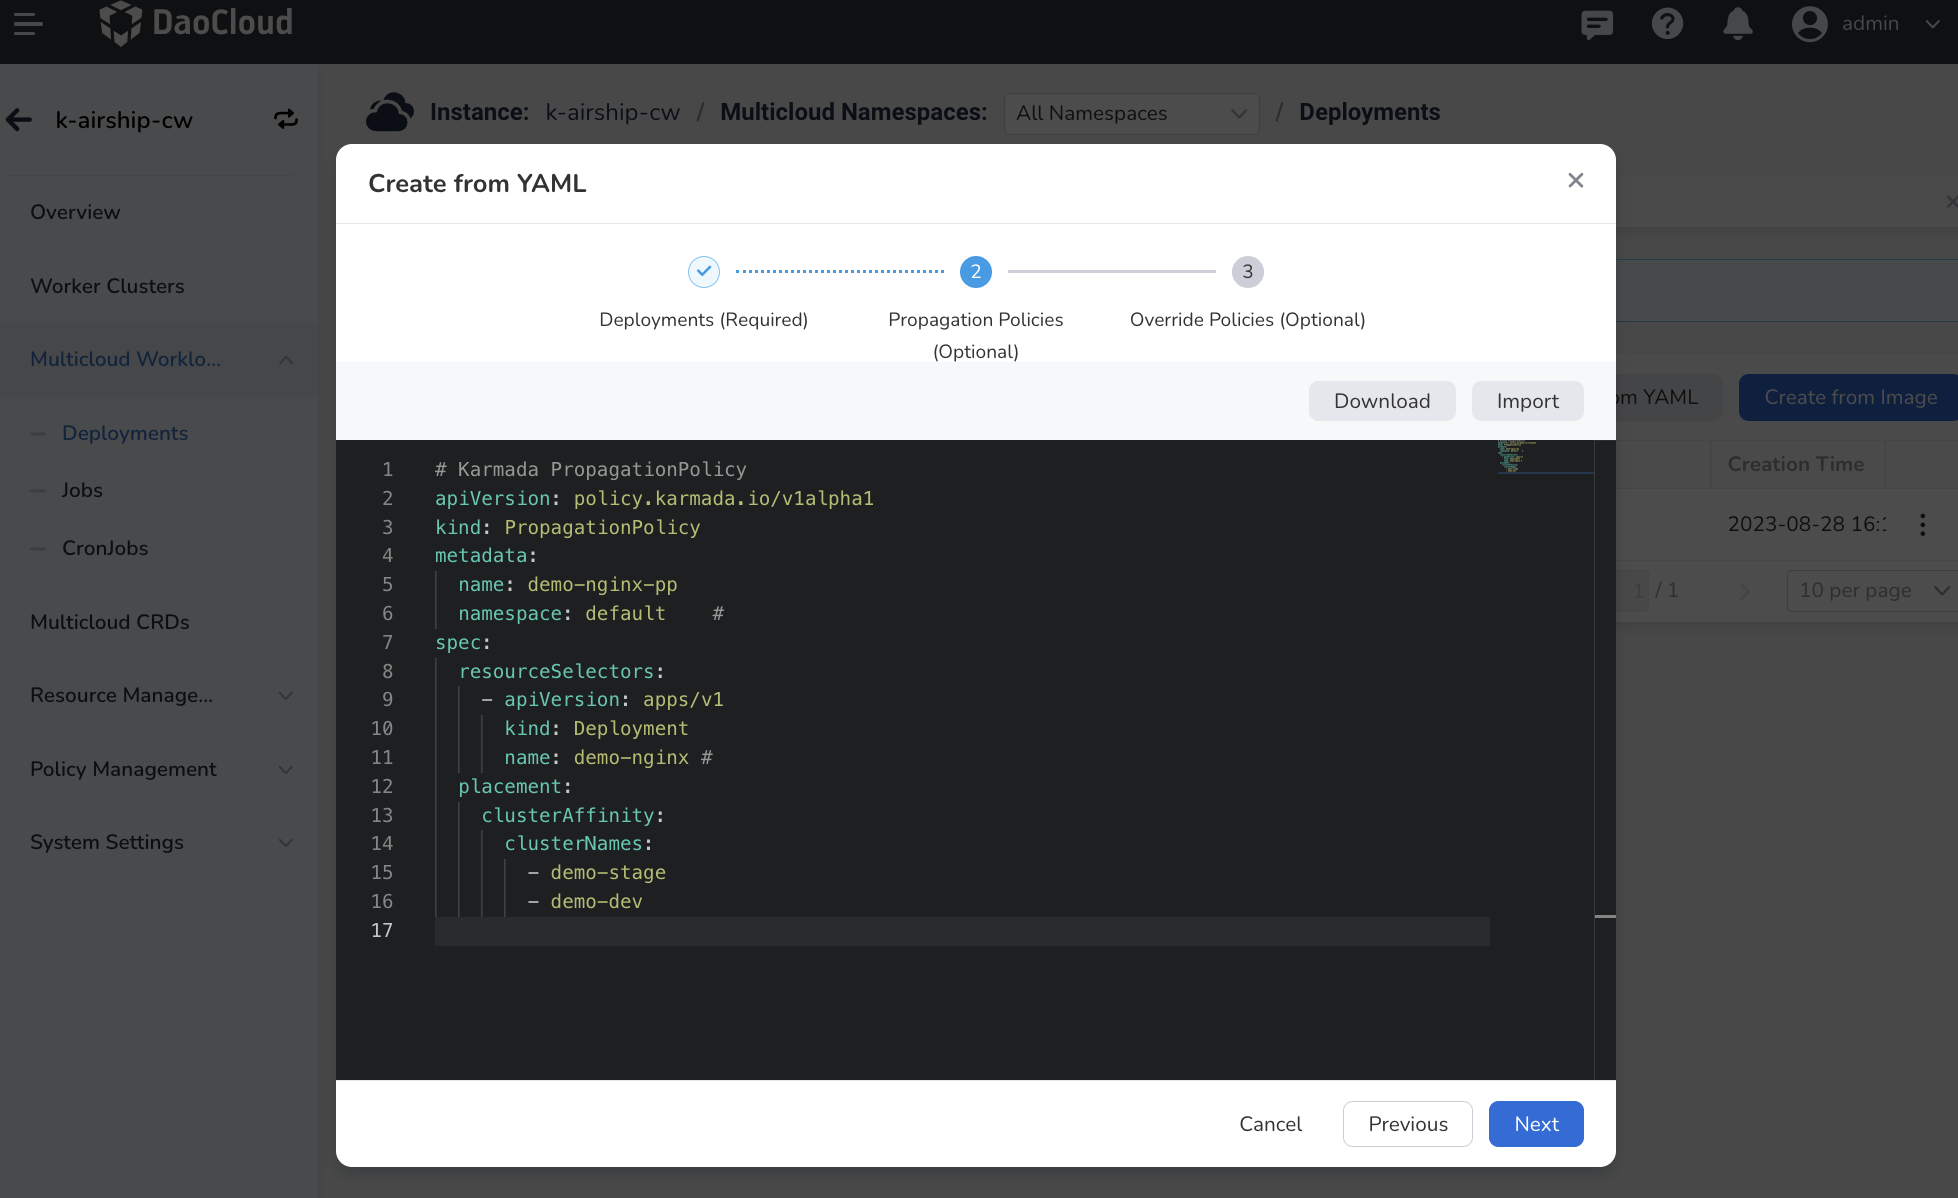 DaoCloud
admin
k-airship-cw
Instance: k-airship-cw / Multicloud Namespaces: All Namespaces / Deployments
Overview
Worker Clusters
Multicloud Worklo...
Deployments
Jobs
CronJobs
Multicloud CRDs
Resource Manage...
Policy Management
System Settings
Create from YAML
2
3
Deployments (Required)
Propagation Policies
(Optional)
Override Policies (Optional)
Download
Import
1 # Karmada PropagationPolicy
2 apiVersion: policy.karmada.io/v1alpha1
3 kind: PropagationPolicy
4 metadata:
5   name: demo-nginx-pp
6   namespace: default    #
7 spec:
8   resourceSelectors:
9     - apiVersion: apps/v1
10       kind: Deployment
11       name: demo-nginx #
12   placement:
13     clusterAffinity:
14       clusterNames:
15         - demo-stage
16         - demo-dev
17
Cancel
Previous
Next
YAML
Create from Image
Creation Time
2023-08-28 16:
1 / 1
10 per page